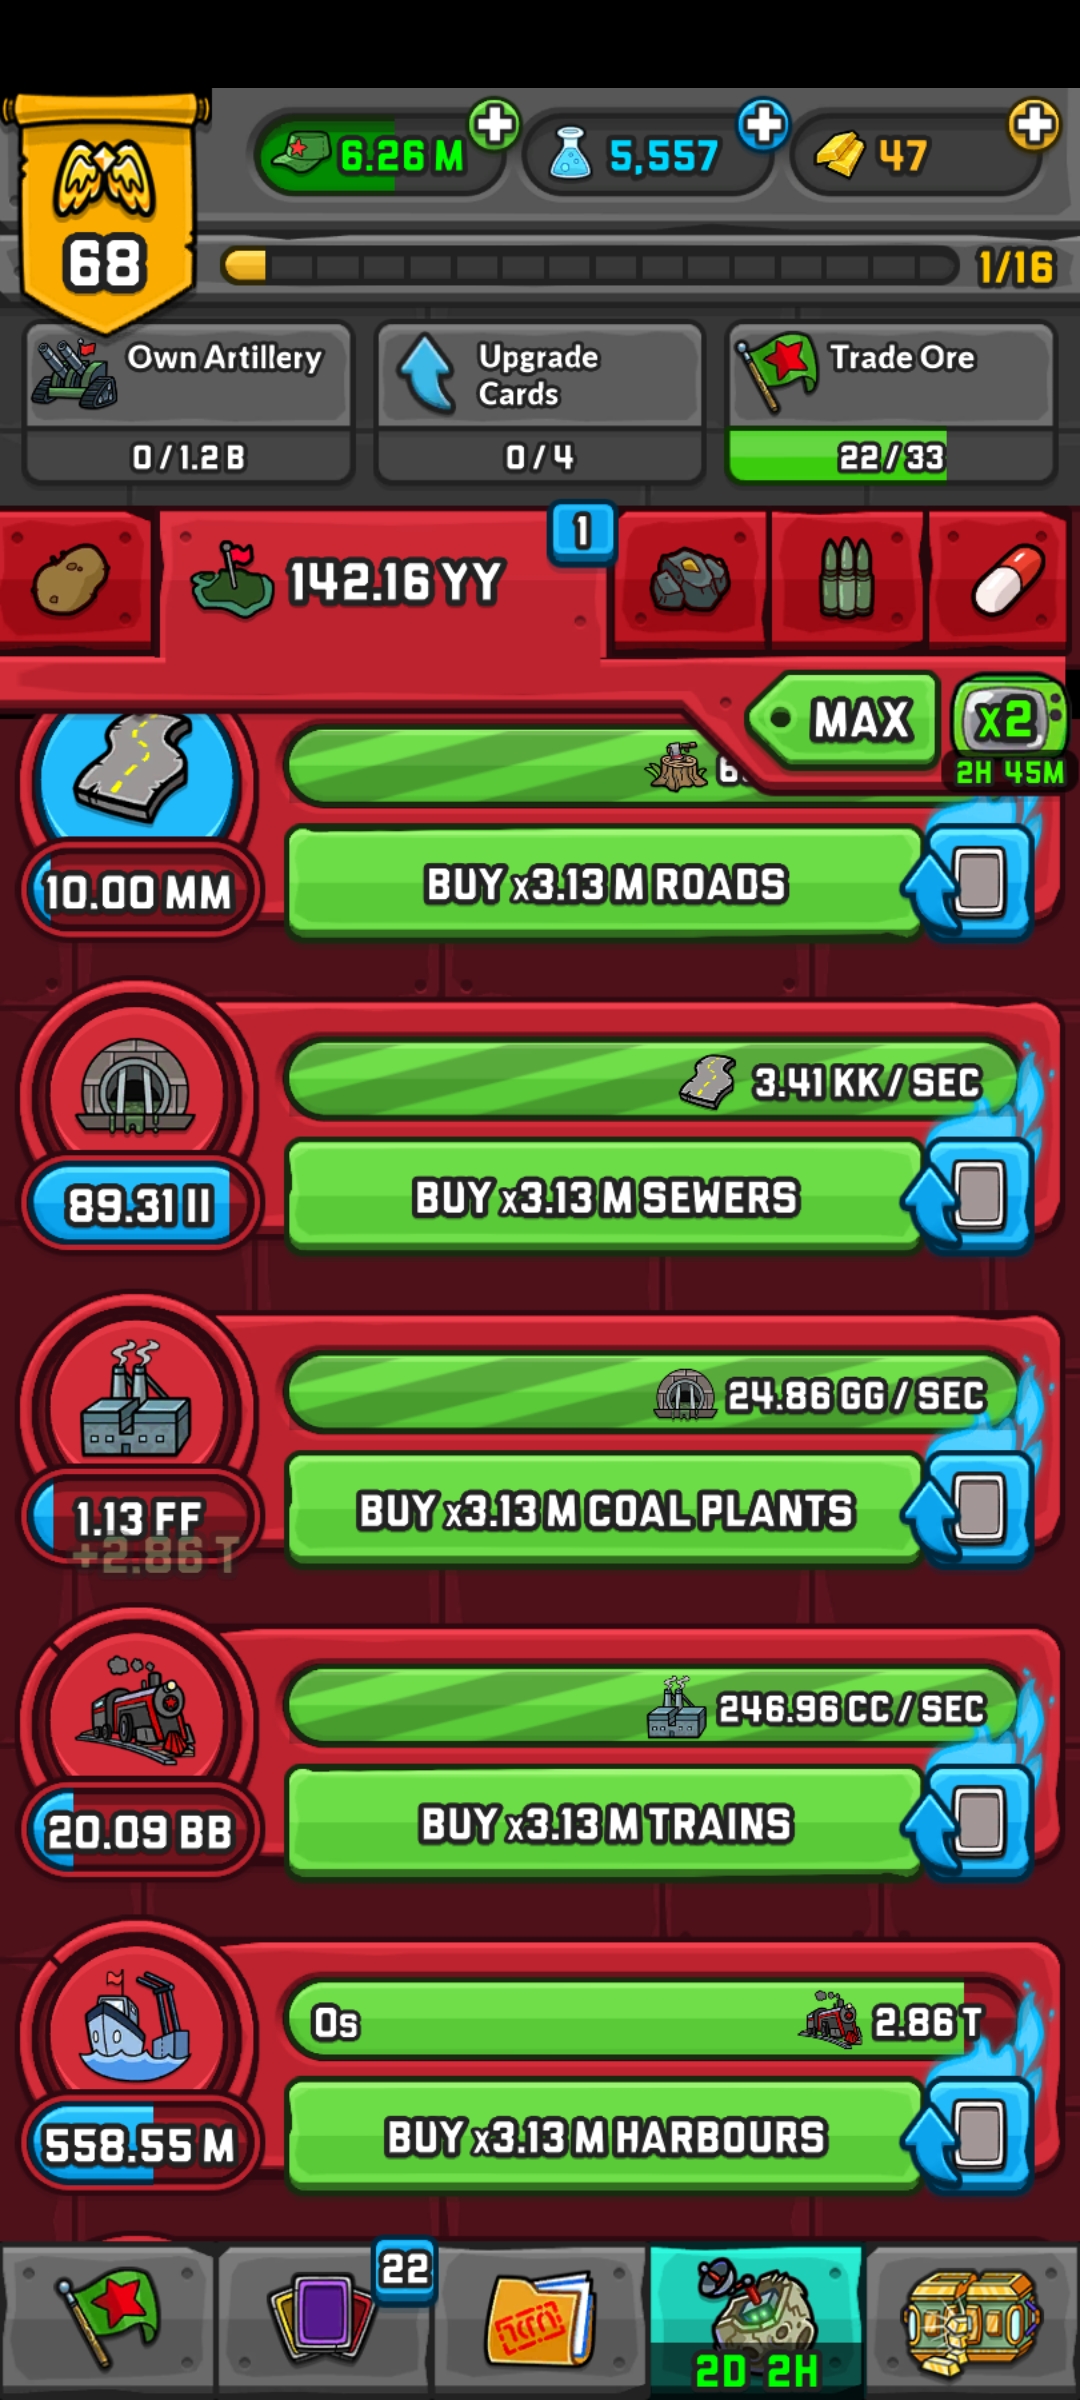 6.26 M
5,557
47
68
1/16
Own Artillery
0 / 1.2 B
Upgrade
Cards
0 / 4
Trade Ore
22 / 33
1
142.16 YY
MAX
x2
2H 45M
BUY x3.13 M ROADS
10.00 MM
3.41 KK / SEC
BUY x3.13 M SEWERS
89.31 II
24.86 GG / SEC
BUY x3.13 M COAL PLANTS
1.13 FF
+2.86 T
246.96 CC / SEC
BUY x3.13 M TRAINS
20.09 BB
0s
2.86 T
BUY x3.13 M HARBOURS
558.55 M
22
2D 2H